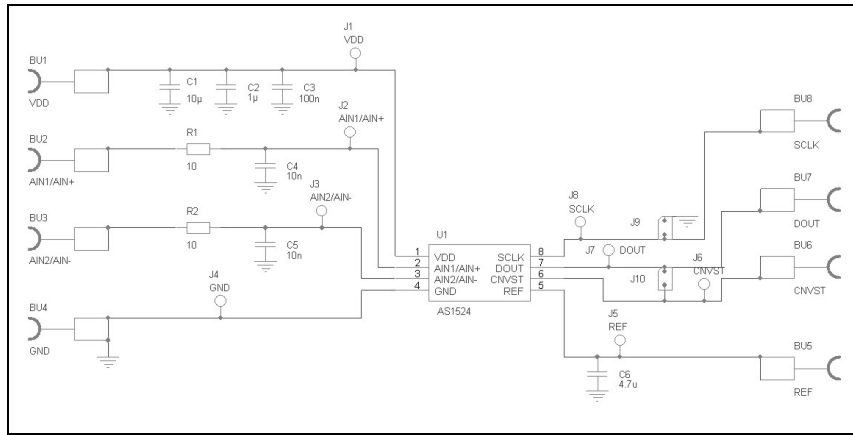 J1
VDD
BU1
VDD
C1
10µ
C2
1µ
C3
100n
J2
AIN1/AIN+
BU2
AIN1/AIN+
R1
10
C4
10n
J3
AIN2/AIN-
BU3
AIN2/AIN-
R2
10
C5
10n
J4
GND
BU4
GND
U1
1 VDD SCLK 8
2 AIN1/AIN+ DOUT 7
3 AIN2/AIN- CNVST 6
4 GND REF 5
AS1524
J8
SCLK
J9
J7 DOUT
J10
J6
CNVST
J5
REF
C6
4.7u
BU8
SCLK
BU7
DOUT
BU6
CNVST
BU5
REF